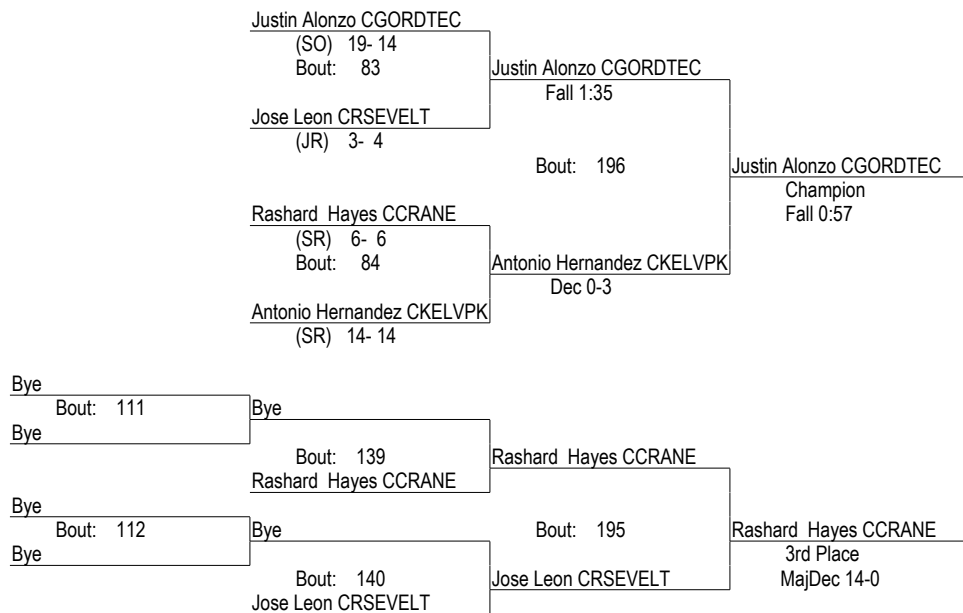 Justin Alonzo CGORDTEC
(SO) 19- 14
Bout: 83
Justin Alonzo CGORDTEC
Fall 1:35
Jose Leon CRSEVELT
(JR) 3- 4
Bout: 196
Justin Alonzo CGORDTEC
Champion
Fall 0:57
Rashard Hayes CCRANE
(SR) 6- 6
Bout: 84
Antonio Hernandez CKELVPK
Dec 0-3
Antonio Hernandez CKELVPK
(SR) 14- 14
Bye
Bout: 111
Bye
Bye
Bout: 139
Rashard Hayes CCRANE
Rashard Hayes CCRANE
Bye
Bout: 112
Bye
Bye
Bout: 195
Rashard Hayes CCRANE
3rd Place
MajDec 14-0
Bout: 140
Jose Leon CRSEVELT
Jose Leon CRSEVELT